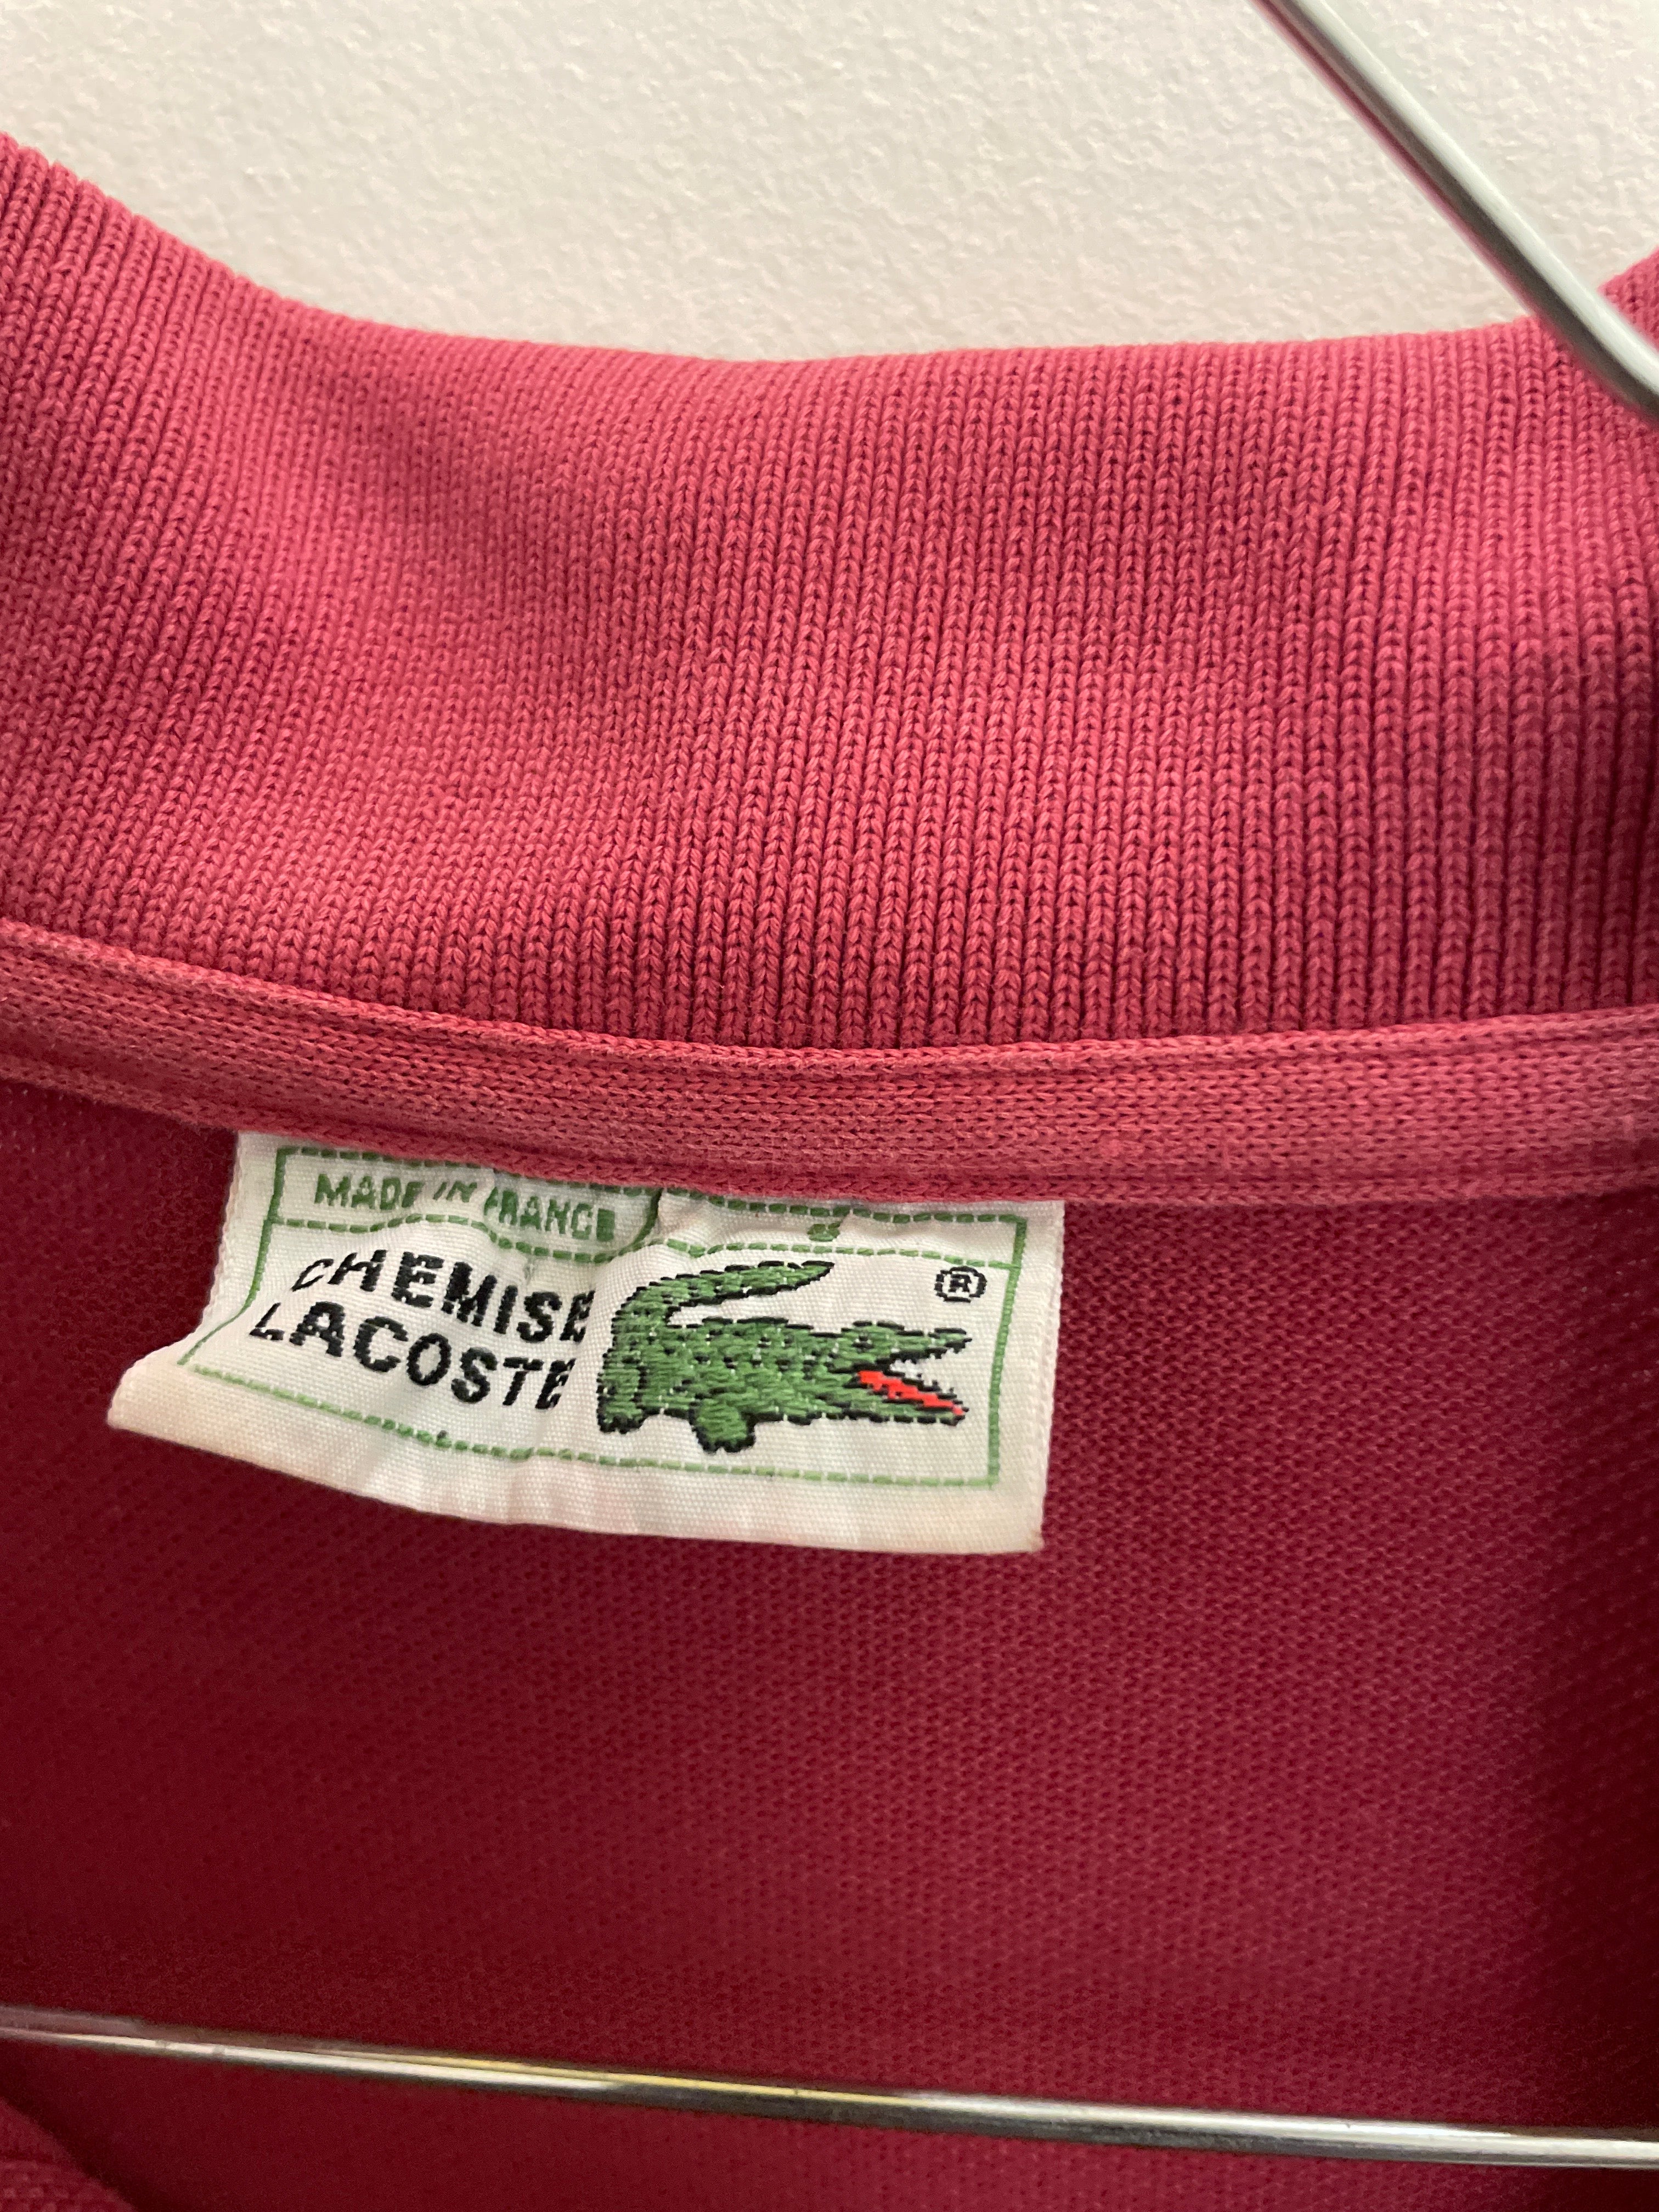 MADE IN FRANCE
CHEMISE
LACOSTE
®